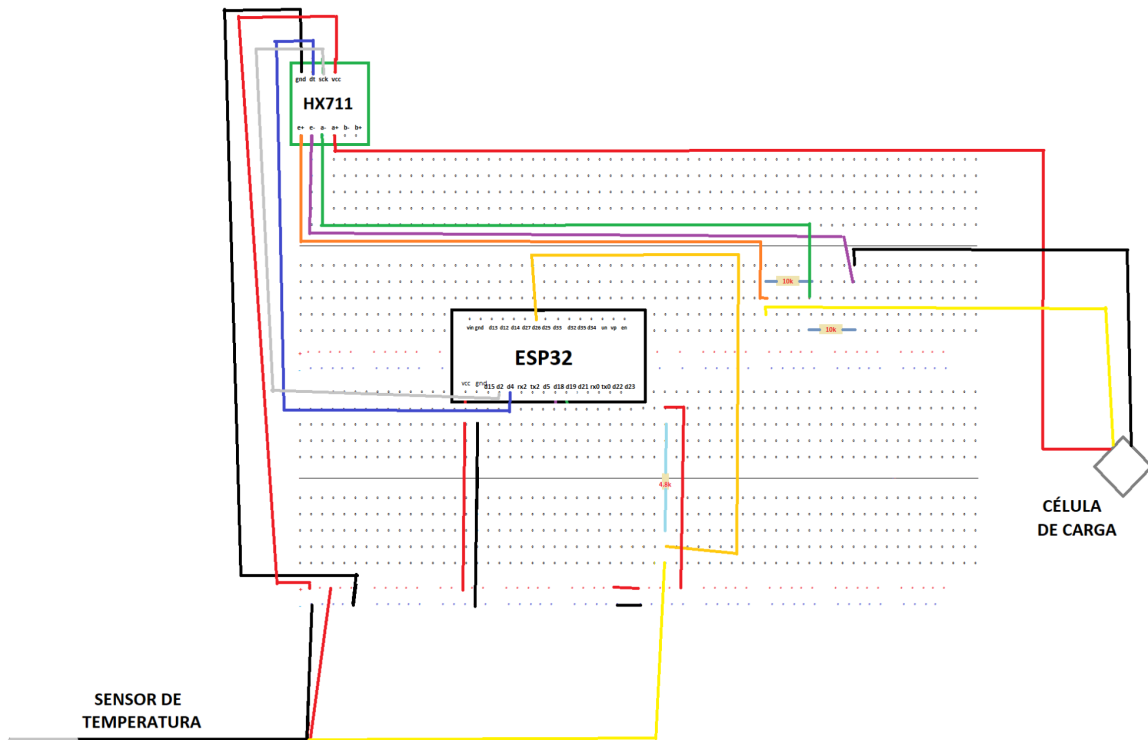 gnd dt sck vcc
HX711
e+ e- a- a+ b- b+
10k
10k
vin gnd d13 d12 d14 d27 d26 d25 d33 d32 d35 d34 un vp en
ESP32
vcc gnd d15 d2 d4 rx2 tx2 d5 d18 d19 d21 rx0 tx0 d22 d23
4.8k
CÉLULA
DE CARGA
SENSOR DE
TEMPERATURA